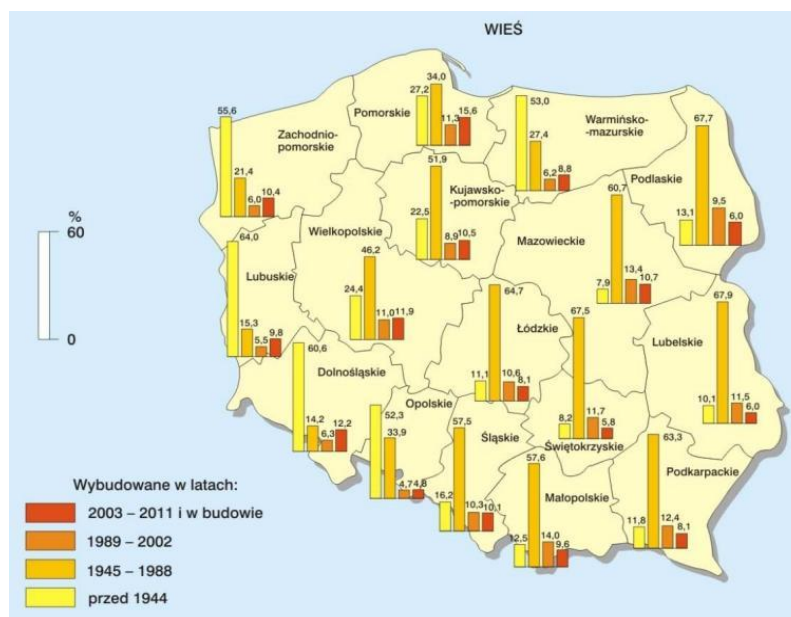 WIEŚ
55,6
21,4
6,0
10,4
Zachodnio-
pomorskie
Pomorskie
27,2
34,0
11,3
15,6
53,0
27,4
6,2
8,8
Warmińsko-
-mazurskie
Podlaskie
13,1
67,7
9,5
6,0
Kujawsko-
-pomorskie
22,5
51,9
8,9
10,5
Mazowieckie
7,9
60,7
13,4
10,7
%
60
0
Lubuskie
64,0
15,3
5,5
9,8
Wielkopolskie
24,4
46,2
11,0
11,9
Łódzkie
11,1
64,7
10,6
8,1
Lubelskie
10,1
67,9
11,5
6,0
Dolnośląskie
60,6
14,2
6,3
12,2
Opolskie
52,3
33,9
4,7
4,8
Śląskie
16,2
57,5
10,3
10,1
Świętokrzyskie
8,2
67,5
11,7
5,8
Małopolskie
12,5
57,6
14,0
9,6
Podkarpackie
11,8
63,3
12,4
8,1
Wybudowane w latach:
2003 – 2011 i w budowie
1989 – 2002
1945 – 1988
przed 1944